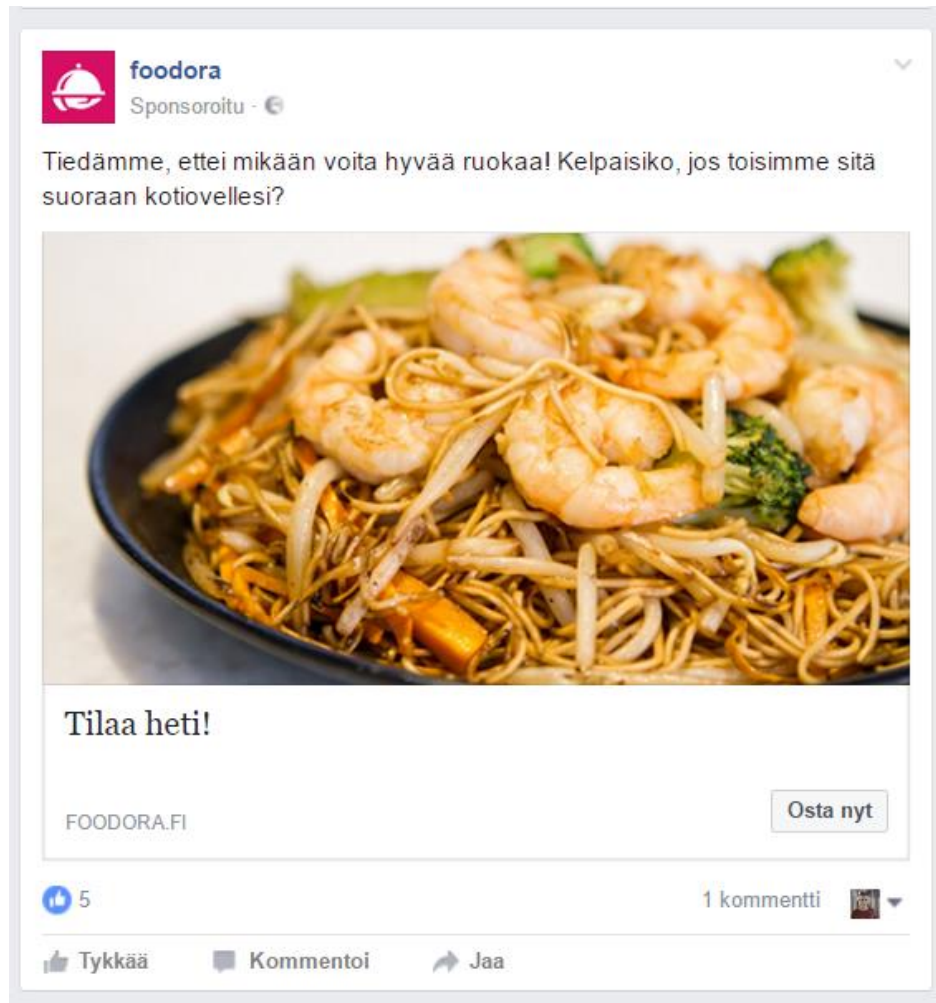 foodora
Sponsoroitu ·
Tiedämme, ettei mikään voita hyvää ruokaa! Kelpaisiko, jos toisimme sitä
suoraan kotiovellesi?
Tilaa heti!
FOODORA.FI
Osta nyt
5
1 kommentti
Tykkää
Kommentoi
Jaa